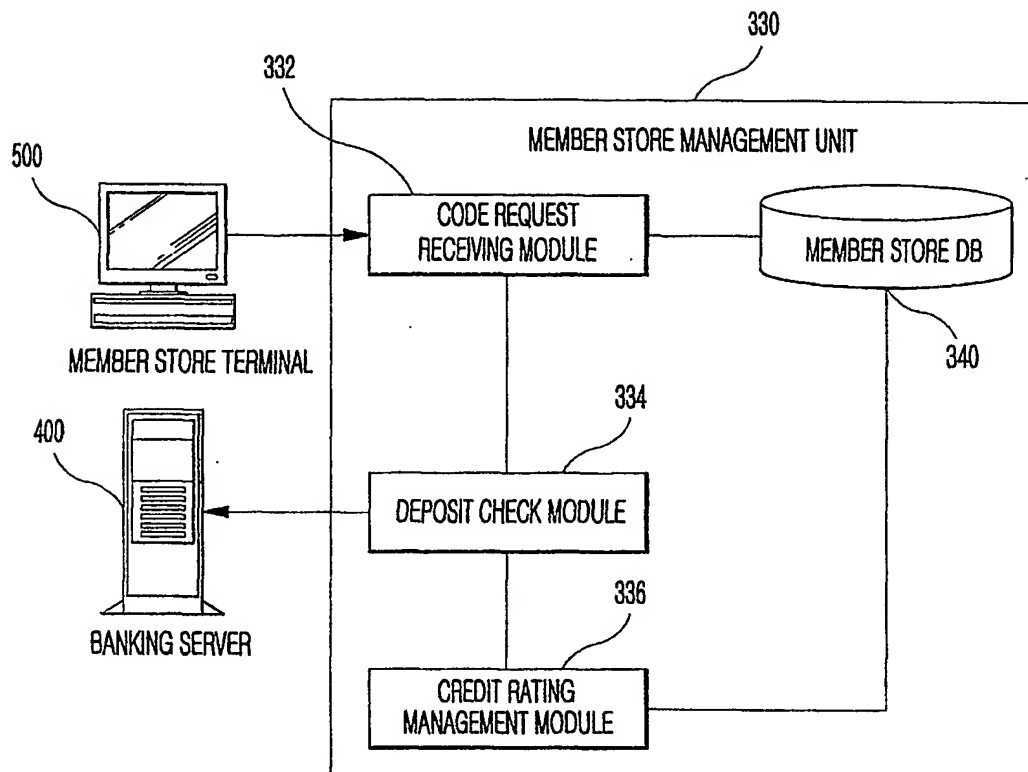 330
332
MEMBER STORE MANAGEMENT UNIT
500
CODE REQUEST
RECEIVING MODULE
MEMBER STORE DB
MEMBER STORE TERMINAL
340
334
400
DEPOSIT CHECK MODULE
336
BANKING SERVER
CREDIT RATING
MANAGEMENT MODULE